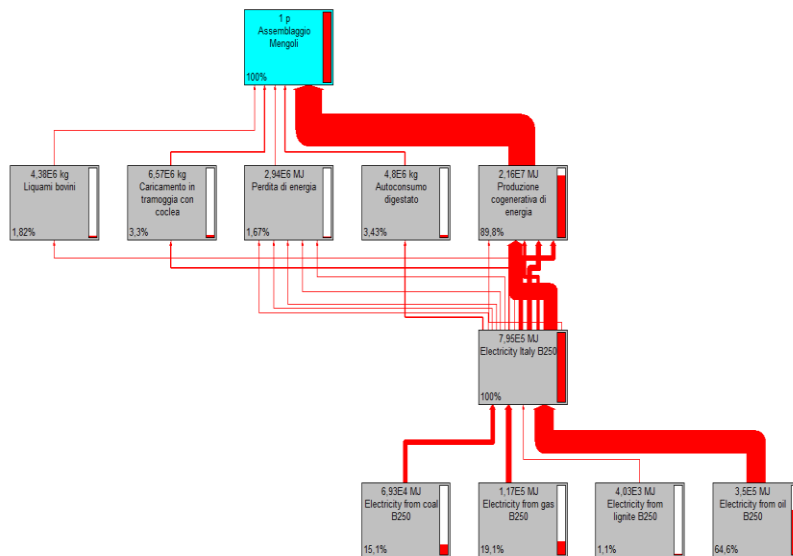 1 p
Assemblaggio
Mengoli
100%
4,38E6 kg
Liquami bovini
1,82%
6,57E6 kg
Caricamento in
tramoggia con
coclea
3,3%
2,94E6 MJ
Perdita di energia
1,67%
4,8E6 kg
Autoconsumo
digestato
3,43%
2,16E7 MJ
Produzione
cogenerativa di
energia
89,8%
7,95E5 MJ
Electricity Italy B250
100%
6,93E4 MJ
Electricity from coal
B250
15,1%
1,17E5 MJ
Electricity from gas
B250
19,1%
4,03E3 MJ
Electricity from
lignite B250
1,1%
3,5E5 MJ
Electricity from oil
B250
64,6%